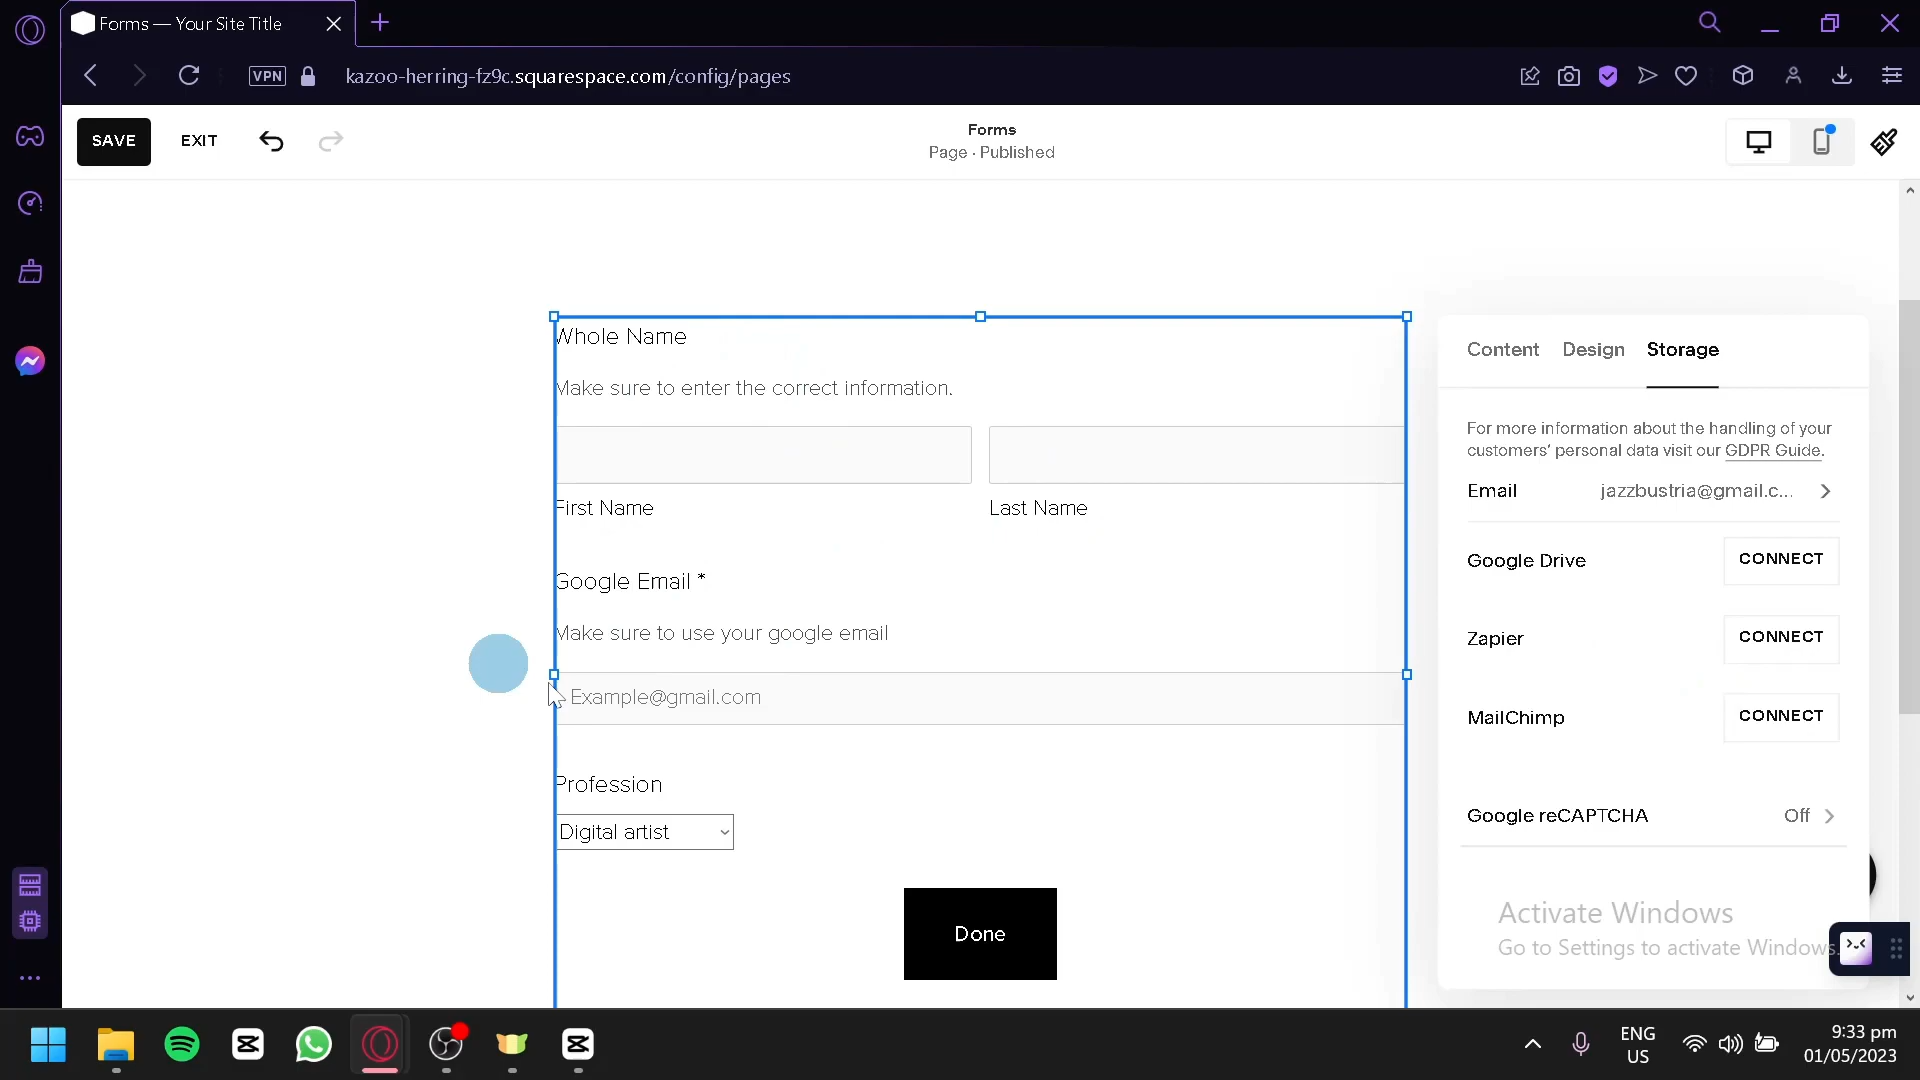 Forms — Your Site Title
VPN
kazoo-herring-fz9c.squarespace.com/config/pages
SAVE
EXIT
Forms
Page · Published
Whole Name
Make sure to enter the correct information.
First Name
Last Name
Google Email *
Make sure to use your google email
Example@gmail.com
Profession
Digital artist
Done
Content
Design
Storage
For more information about the handling of your
customers' personal data visit our GDPR Guide.
Email
jazzbustria@gmail.c...
Google Drive
CONNECT
Zapier
CONNECT
MailChimp
CONNECT
Google reCAPTCHA
Off
Activate Windows
Go to Settings to activate Windows.
ENG
US
9:33 pm
01/05/2023